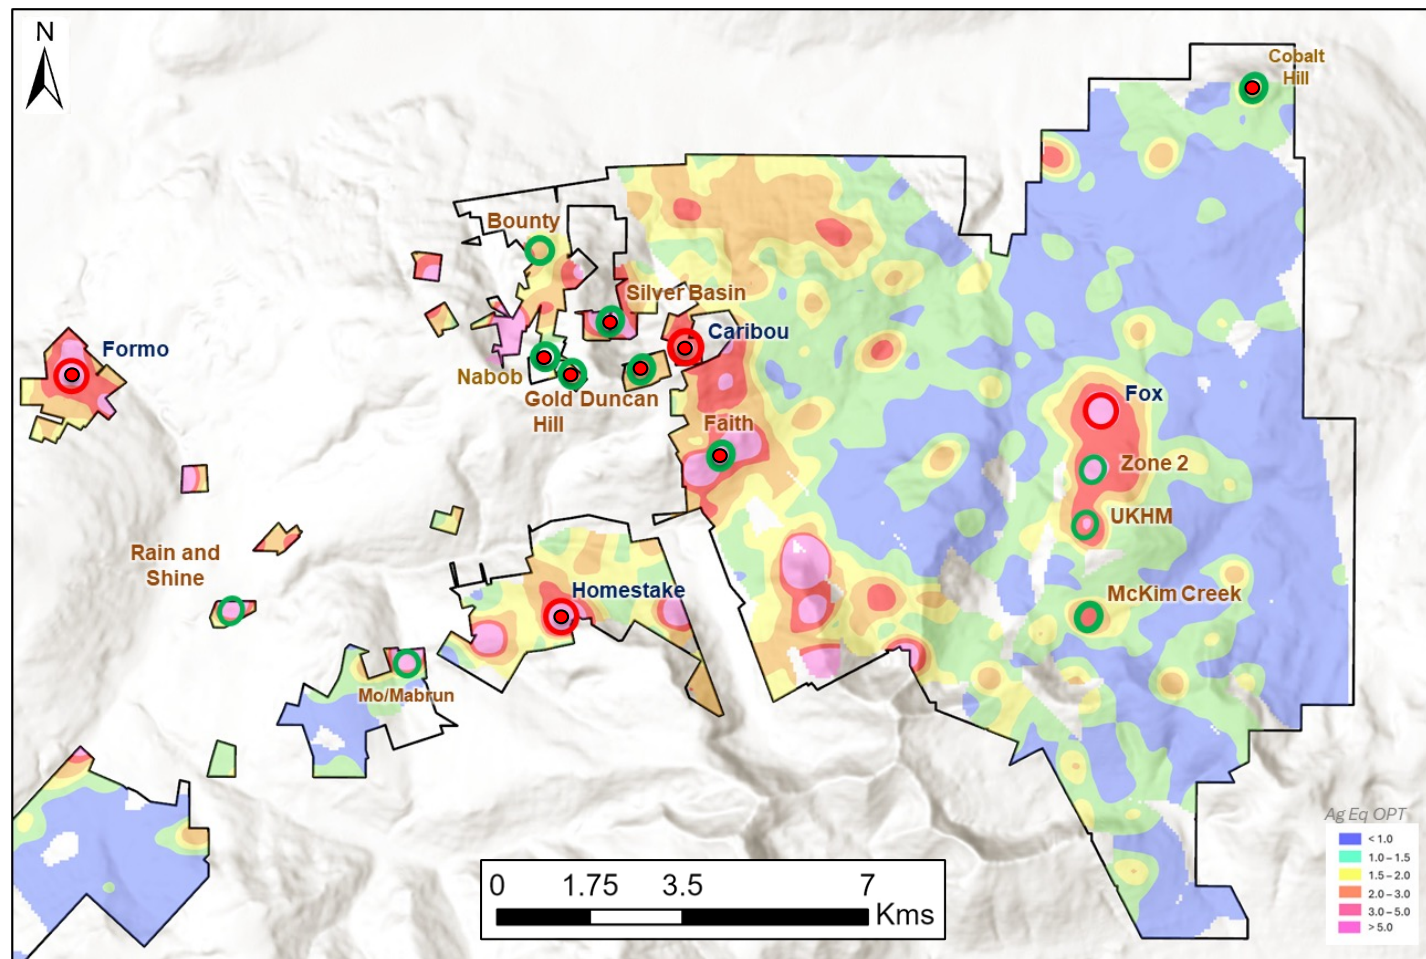 N
Cobalt
Hill
Bounty
Silver Basin
Caribou
Formo
Nabob
Gold Duncan
Hill
Fox
Faith
Zone 2
UKHM
Rain and
Shine
Homestake
McKim Creek
Mo/Mabrun
Ag Eq OPT
< 1.0
1.0 – 1.5
1.5 – 2.0
2.0 – 3.0
3.0 – 5.0
> 5.0
0 1.75 3.5 7
Kms